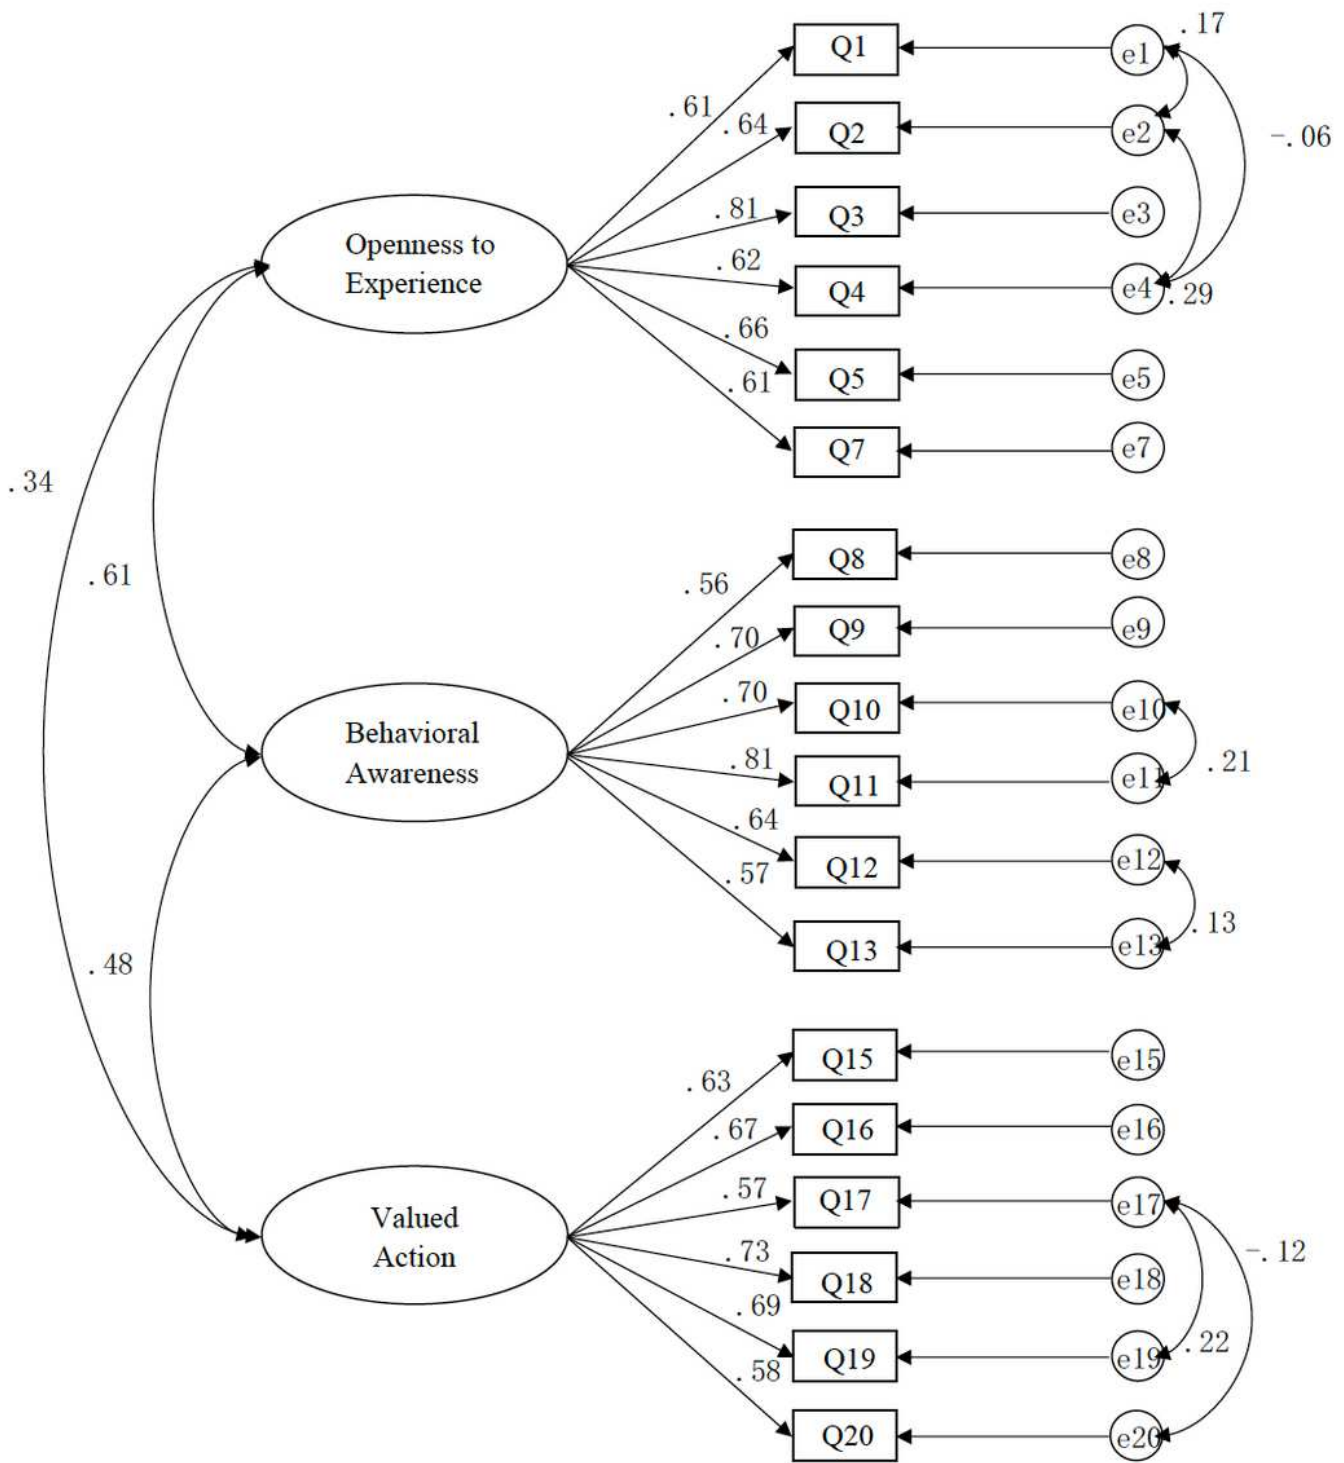 Q1
e1
.17
.61
.64
Q2
e2
-.06
.81
Q3
e3
Openness to
Experience
.62
Q4
e4
.29
.66
Q5
e5
.61
Q7
e7
.34
.61
.56
Q8
e8
.70
Q9
e9
.70
Q10
e10
Behavioral
Awareness
.81
Q11
e11
.21
.64
Q12
e12
.57
Q13
e13
.13
.48
.63
Q15
e15
.67
Q16
e16
.57
Q17
e17
Valued
Action
.73
Q18
e18
-.12
.69
Q19
e19
.22
.58
Q20
e20